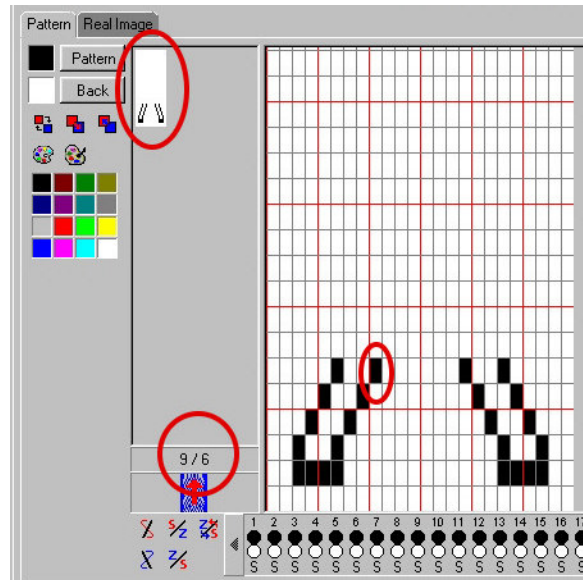 Pattern Real Image
Pattern
Back
9 / 6
S/Z Z/S
Z/S
1 2 3 4 5 6 7 8 9 10 11 12 13 14 15 16 17
S S S S S S S S S S S S S S S S S